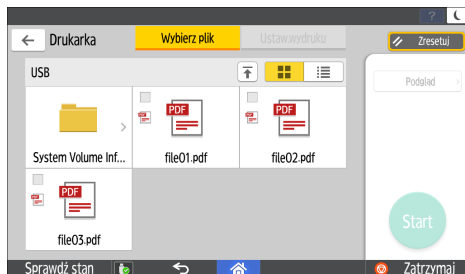 ?
Drukarka
Wybierz plik
Ustaw.wydruku
Zresetuj
USB
Podgląd
PDF
PDF
System Volume Inf...
file01.pdf
file02.pdf
PDF
file03.pdf
Start
Sprawdź stan
Zatrzymaj